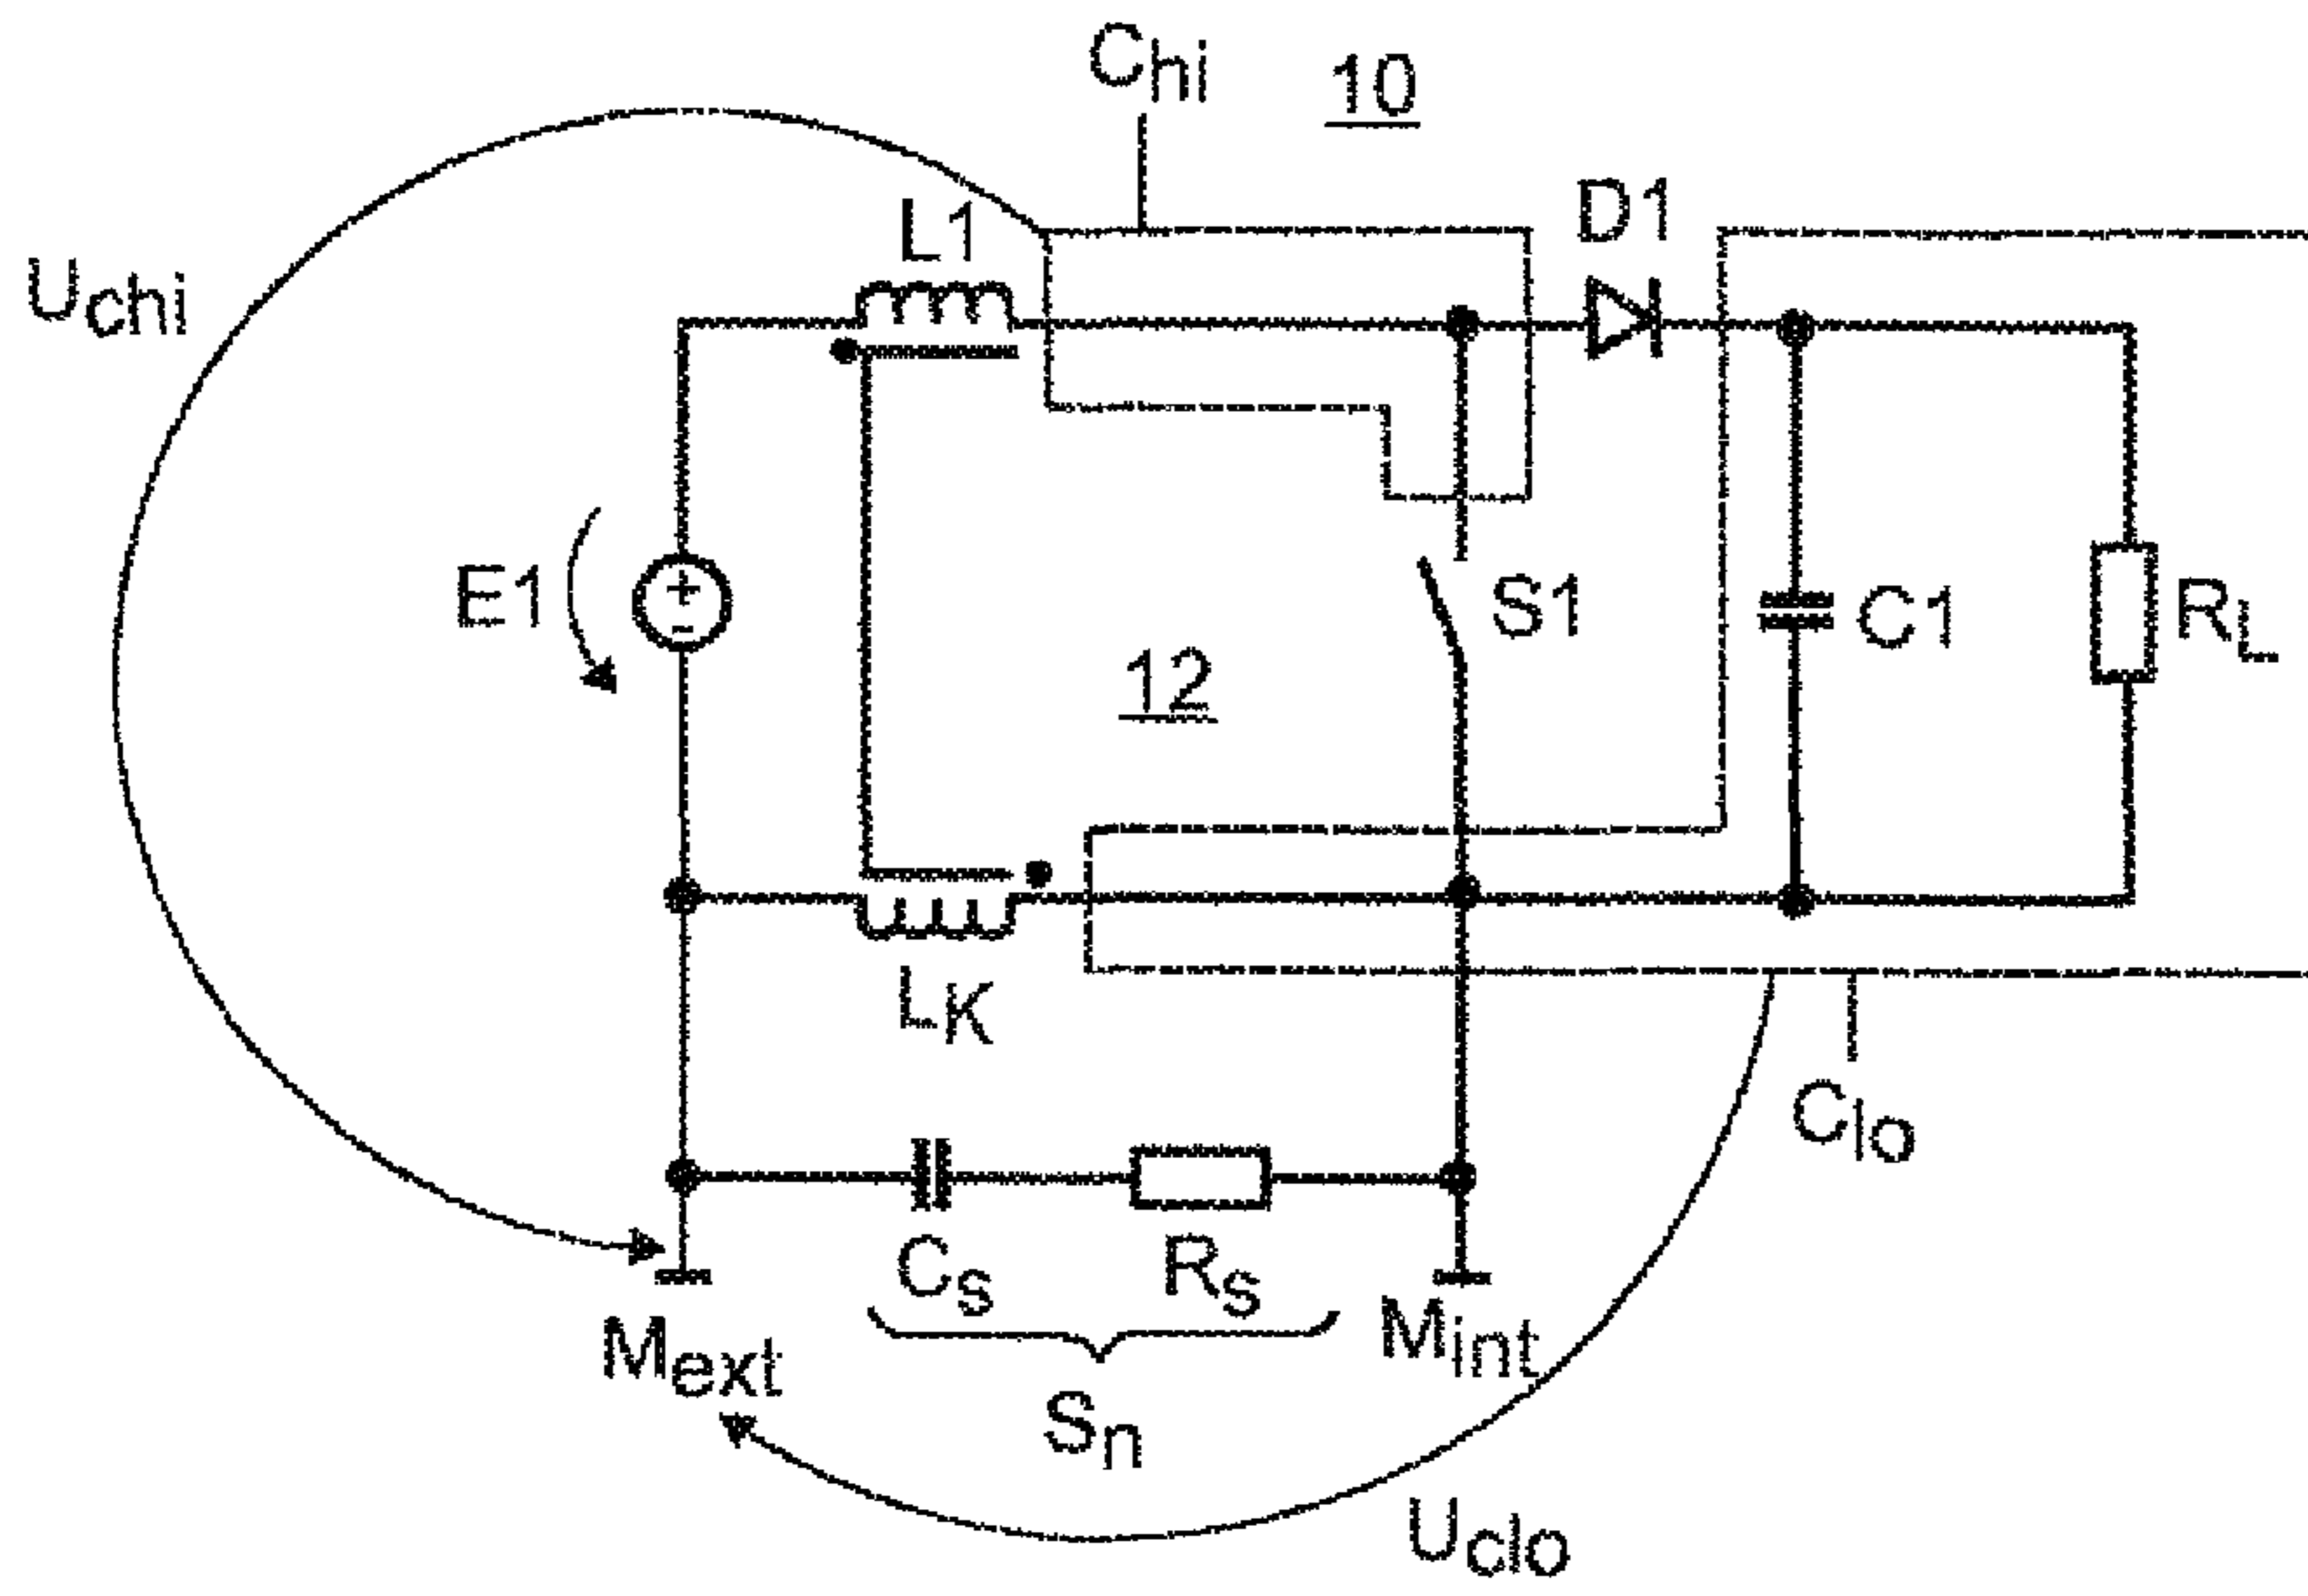 Chi
10
D1
L1
Uchi
E1
S1
C1
RL
12
LK
Clo
Cs
Rs
Mext
Mint
Sn
Uclo